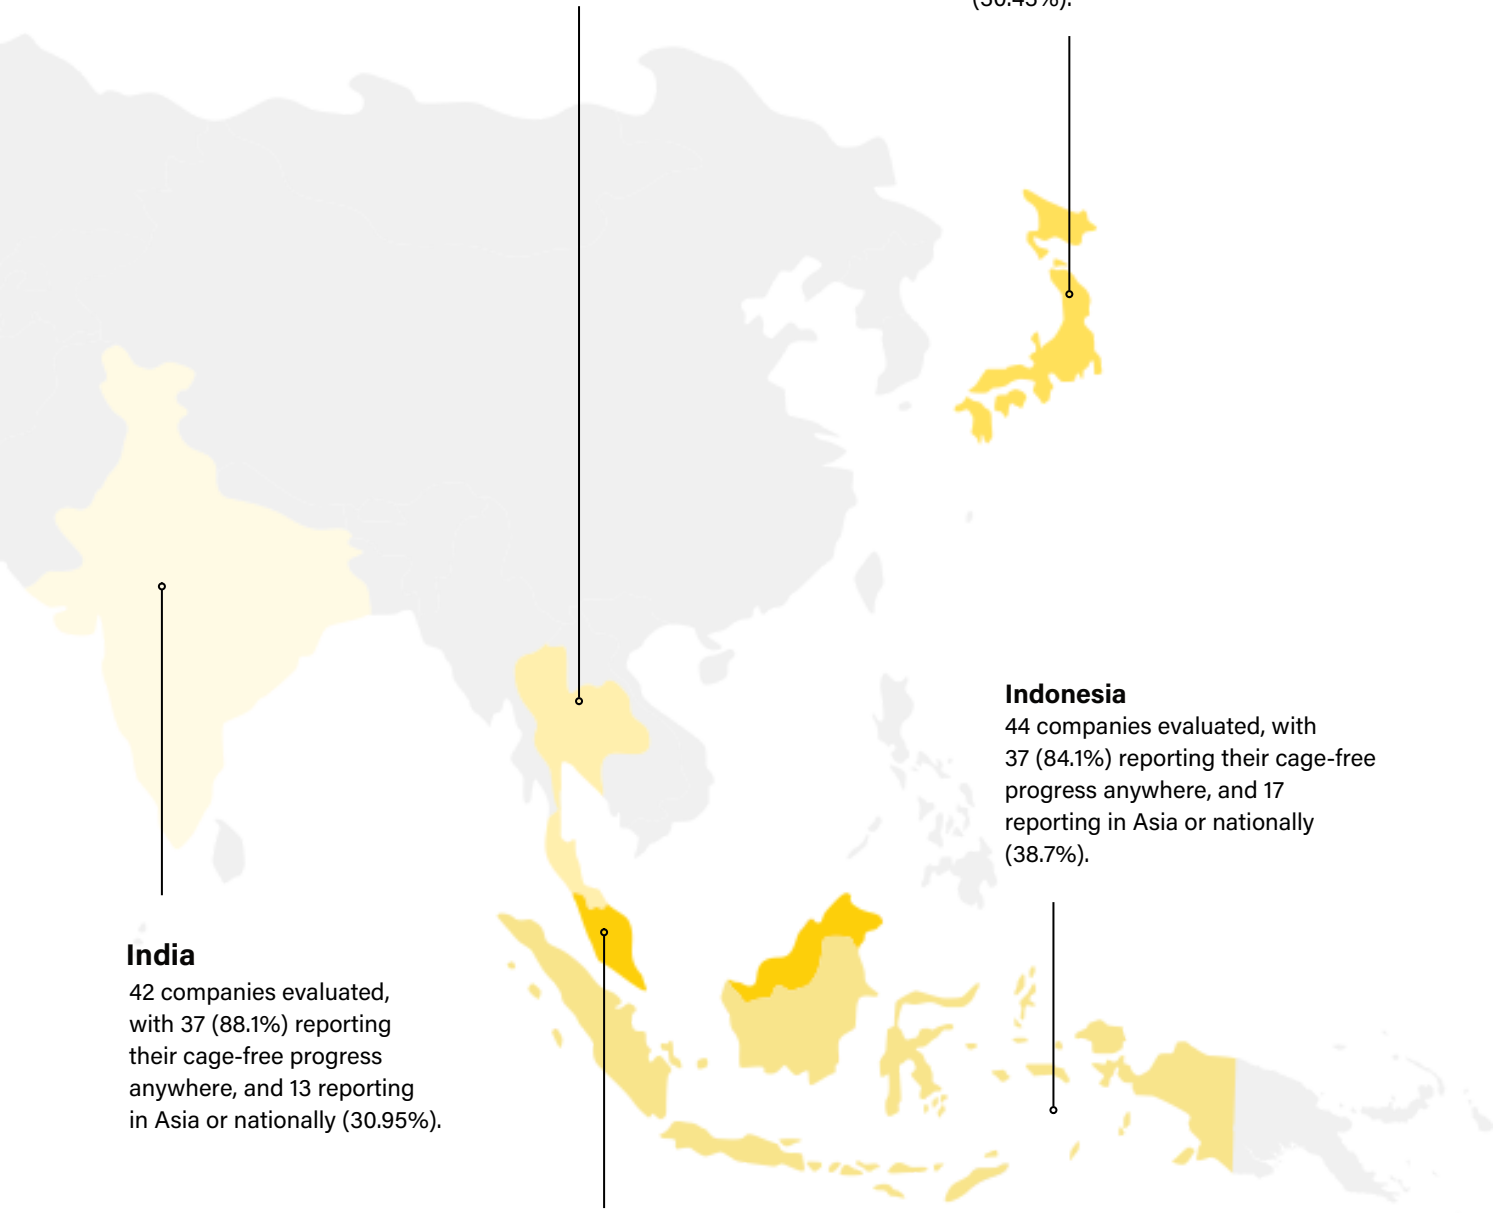 Indonesia
44 companies evaluated, with
37 (84.1%) reporting their cage-free
progress anywhere, and 17
reporting in Asia or nationally
(38.7%).
India
42 companies evaluated,
with 37 (88.1%) reporting
their cage-free progress
anywhere, and 13 reporting
in Asia or nationally (30.95%).